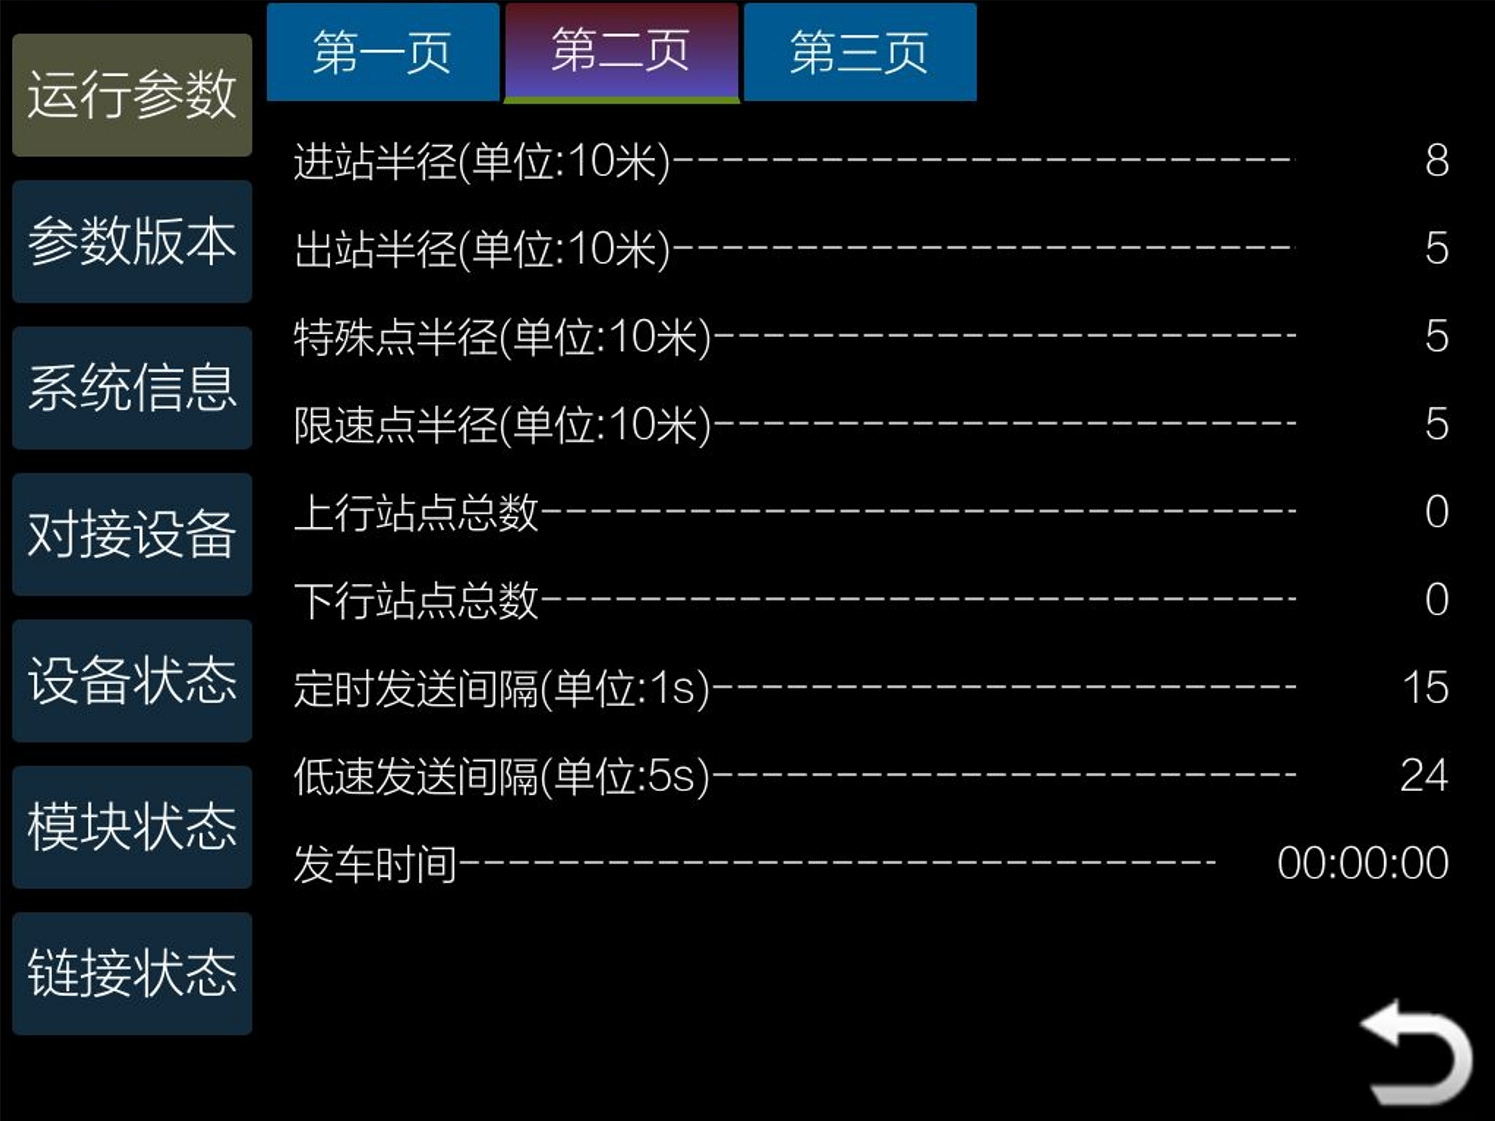 运行参数
参数版本
系统信息
对接设备
设备状态
模块状态
链接状态
第一页 第二页 第三页
进站半径(单位:10米)------------------------- 8
出站半径(单位:10米)------------------------- 5
特殊点半径(单位:10米)------------------------ 5
限速点半径(单位:10米)------------------------ 5
上行站点总数------------------------------- 0
下行站点总数------------------------------- 0
定时发送间隔(单位:1s)------------------------ 15
低速发送间隔(单位:5s)------------------------ 24
发车时间------------------------------- 00:00:00